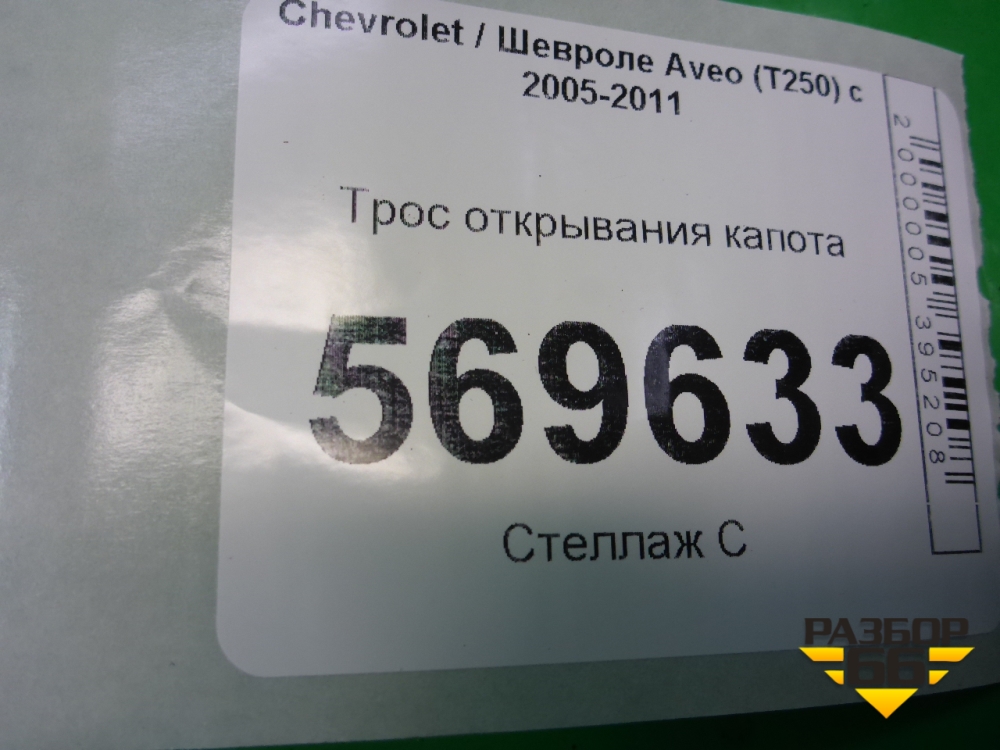 Chevrolet / Шевроле Aveo (T250) с
2005-2011
Трос открывания капота
569633
Стеллаж С
2000005395208
РАЗБОР
66